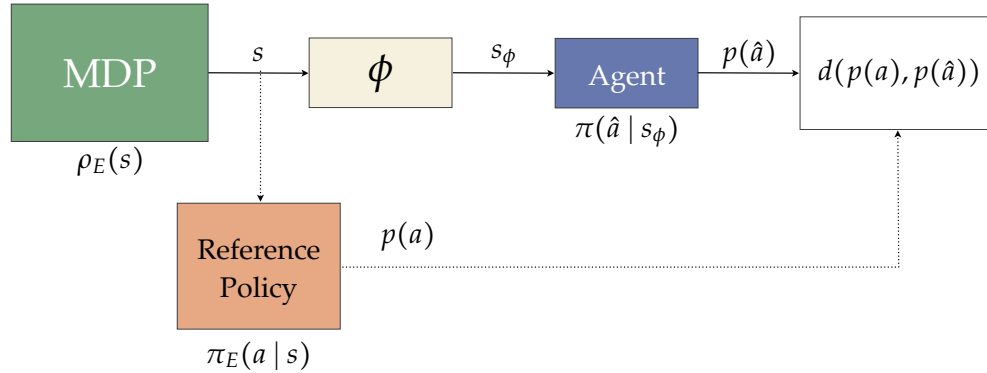 MDP
s
ϕ
s_ϕ
Agent
p(â)
d(p(a), p(â))
ρ_E(s)
π(â | s_ϕ)
Reference
Policy
p(a)
π_E(a | s)